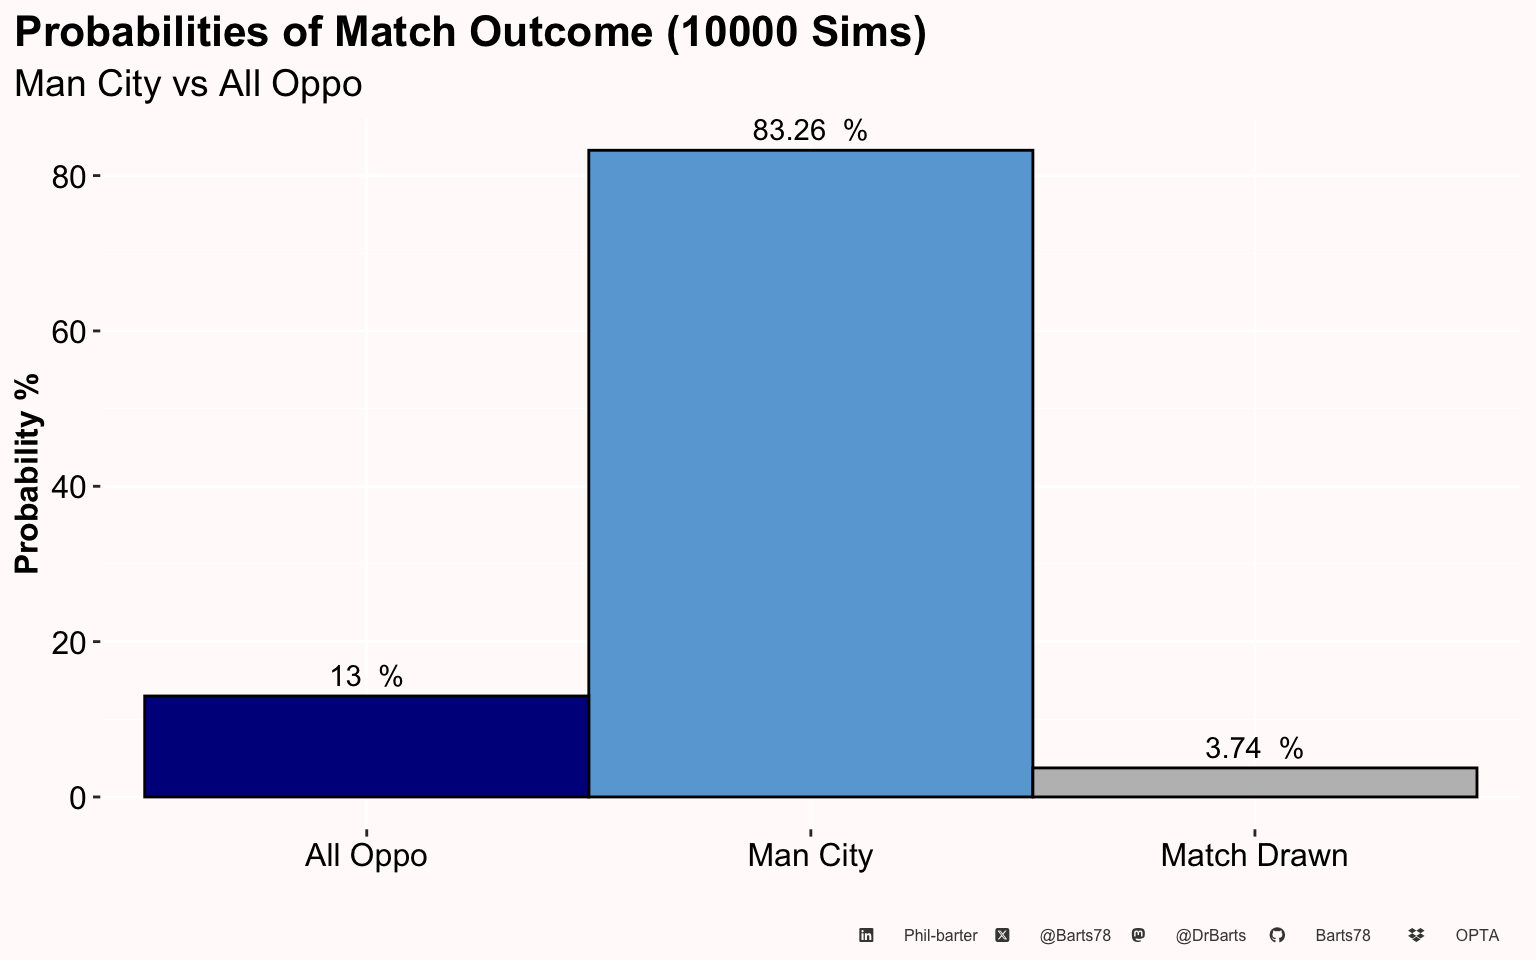 Probabilities of Match Outcome (10000 Sims)
Man City vs All Oppo
83.26 %
80
60
Probability %
40
20
13 %
3.74 %
0
All Oppo Man City Match Drawn
Phil-barter @Barts78 @DrBarts Barts78 OPTA